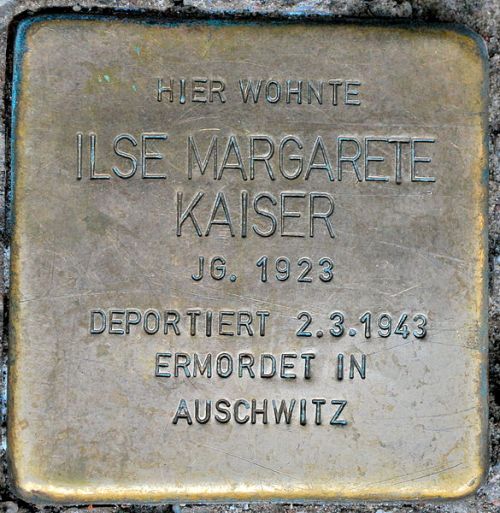 HIER WOHNTE
ILSE MARGARETE
KAISER
JG. 1923
DEPORTIERT 2.3.1943
ERMORDET IN
AUSCHWITZ